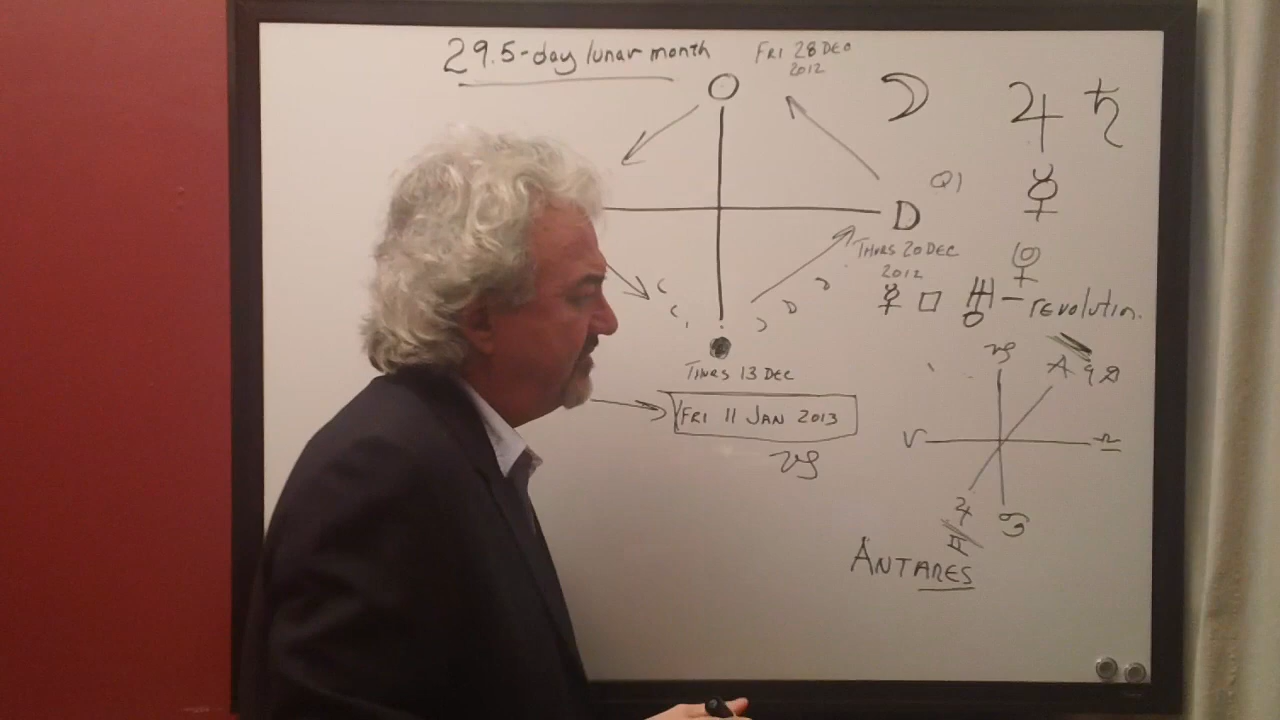 29.5-day lunar month
FRI 28 DEC
2012
☽ ♃ ♄
Q1
☿
D
THURS 20 DEC
2012
♀
☿ □ ♅ – revolution.
THURS 13 DEC
♑
A ♀
FRI 11 JAN 2013
♈ ♎
♑
♃ ♋
♊
ANTARES